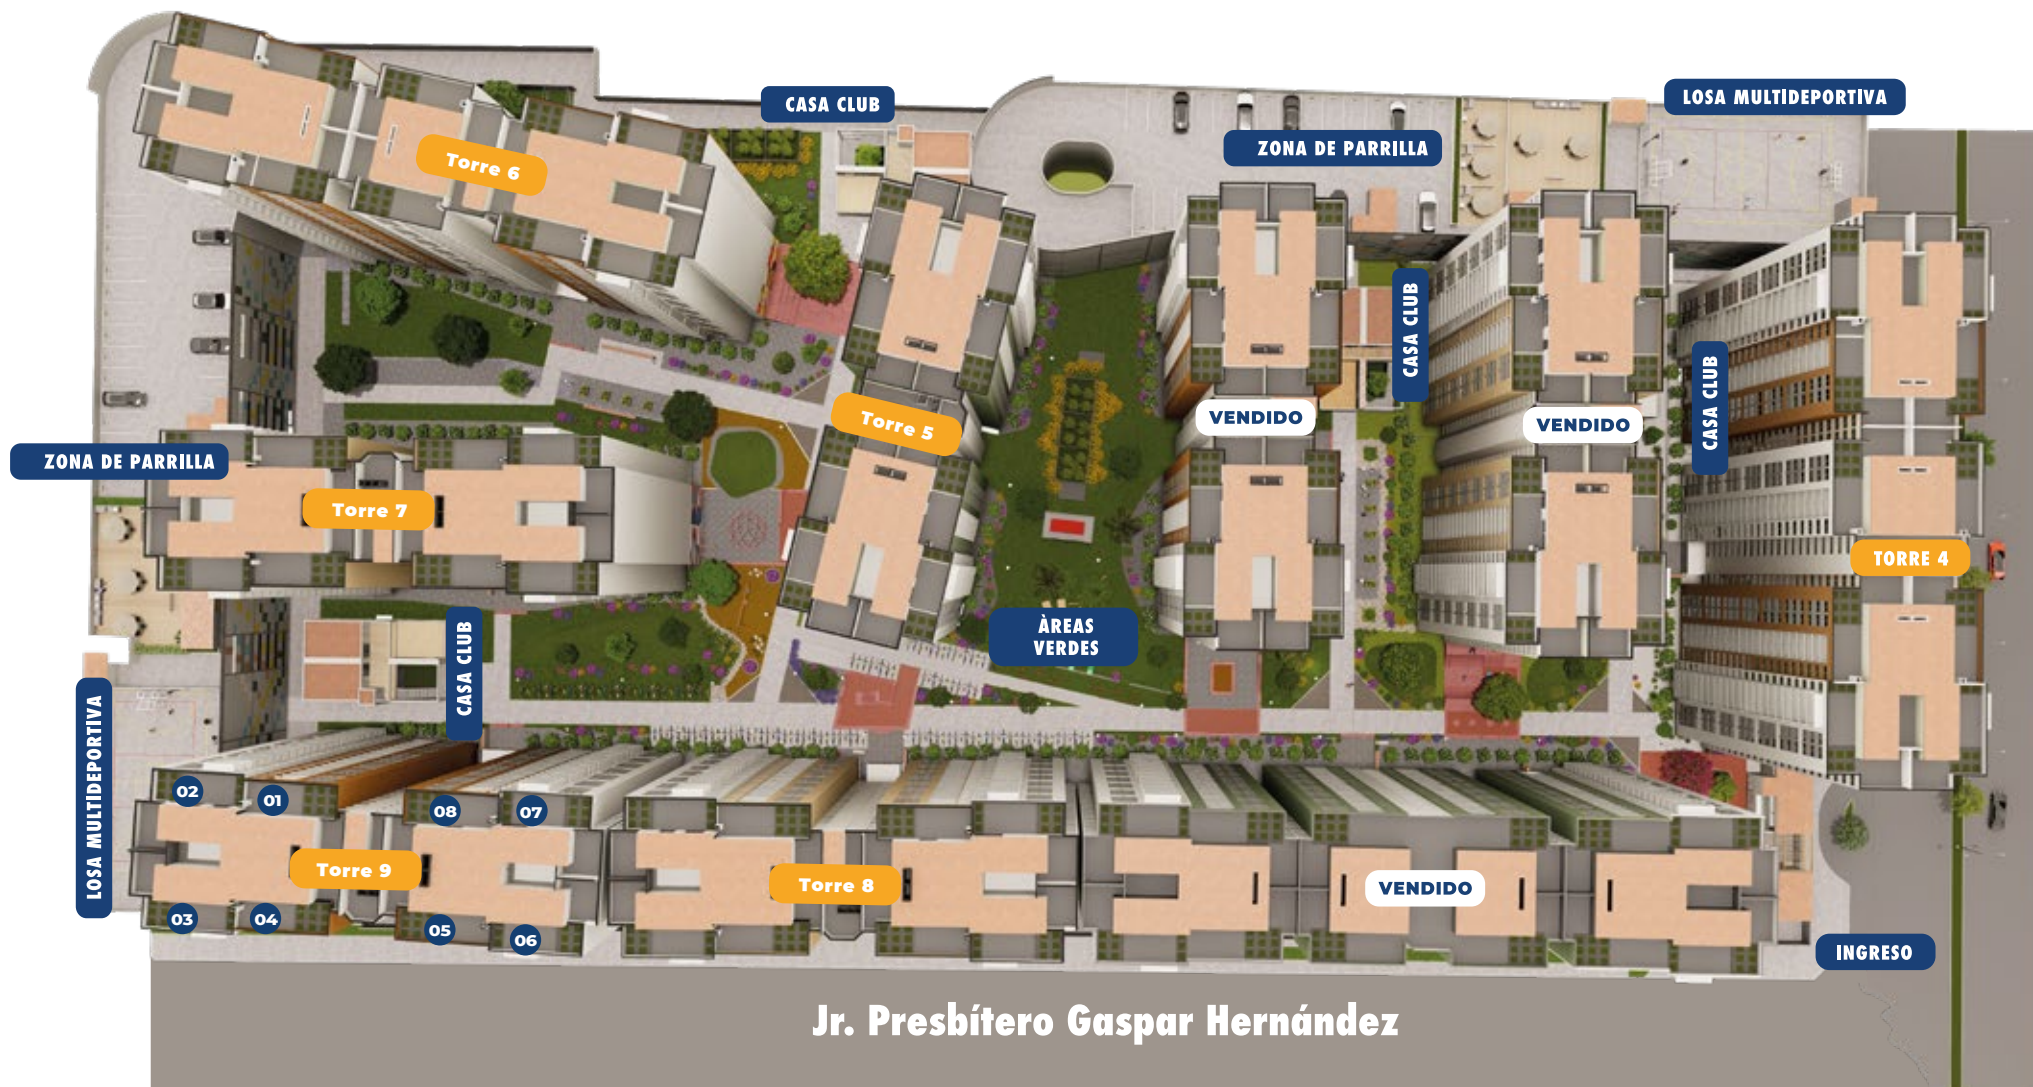 CASA CLUB
LOSA MULTIDEPORTIVA
ZONA DE PARRILLA
Torre 6
CASA CLUB
CASA CLUB
Torre 5
VENDIDO
VENDIDO
ZONA DE PARRILLA
Torre 7
TORRE 4
ÀREAS
VERDES
CASA CLUB
LOSA MULTIDEPORTIVA
02
01
08
07
Torre 9
Torre 8
VENDIDO
03
04
05
06
INGRESO
Jr. Presbítero Gaspar Hernández